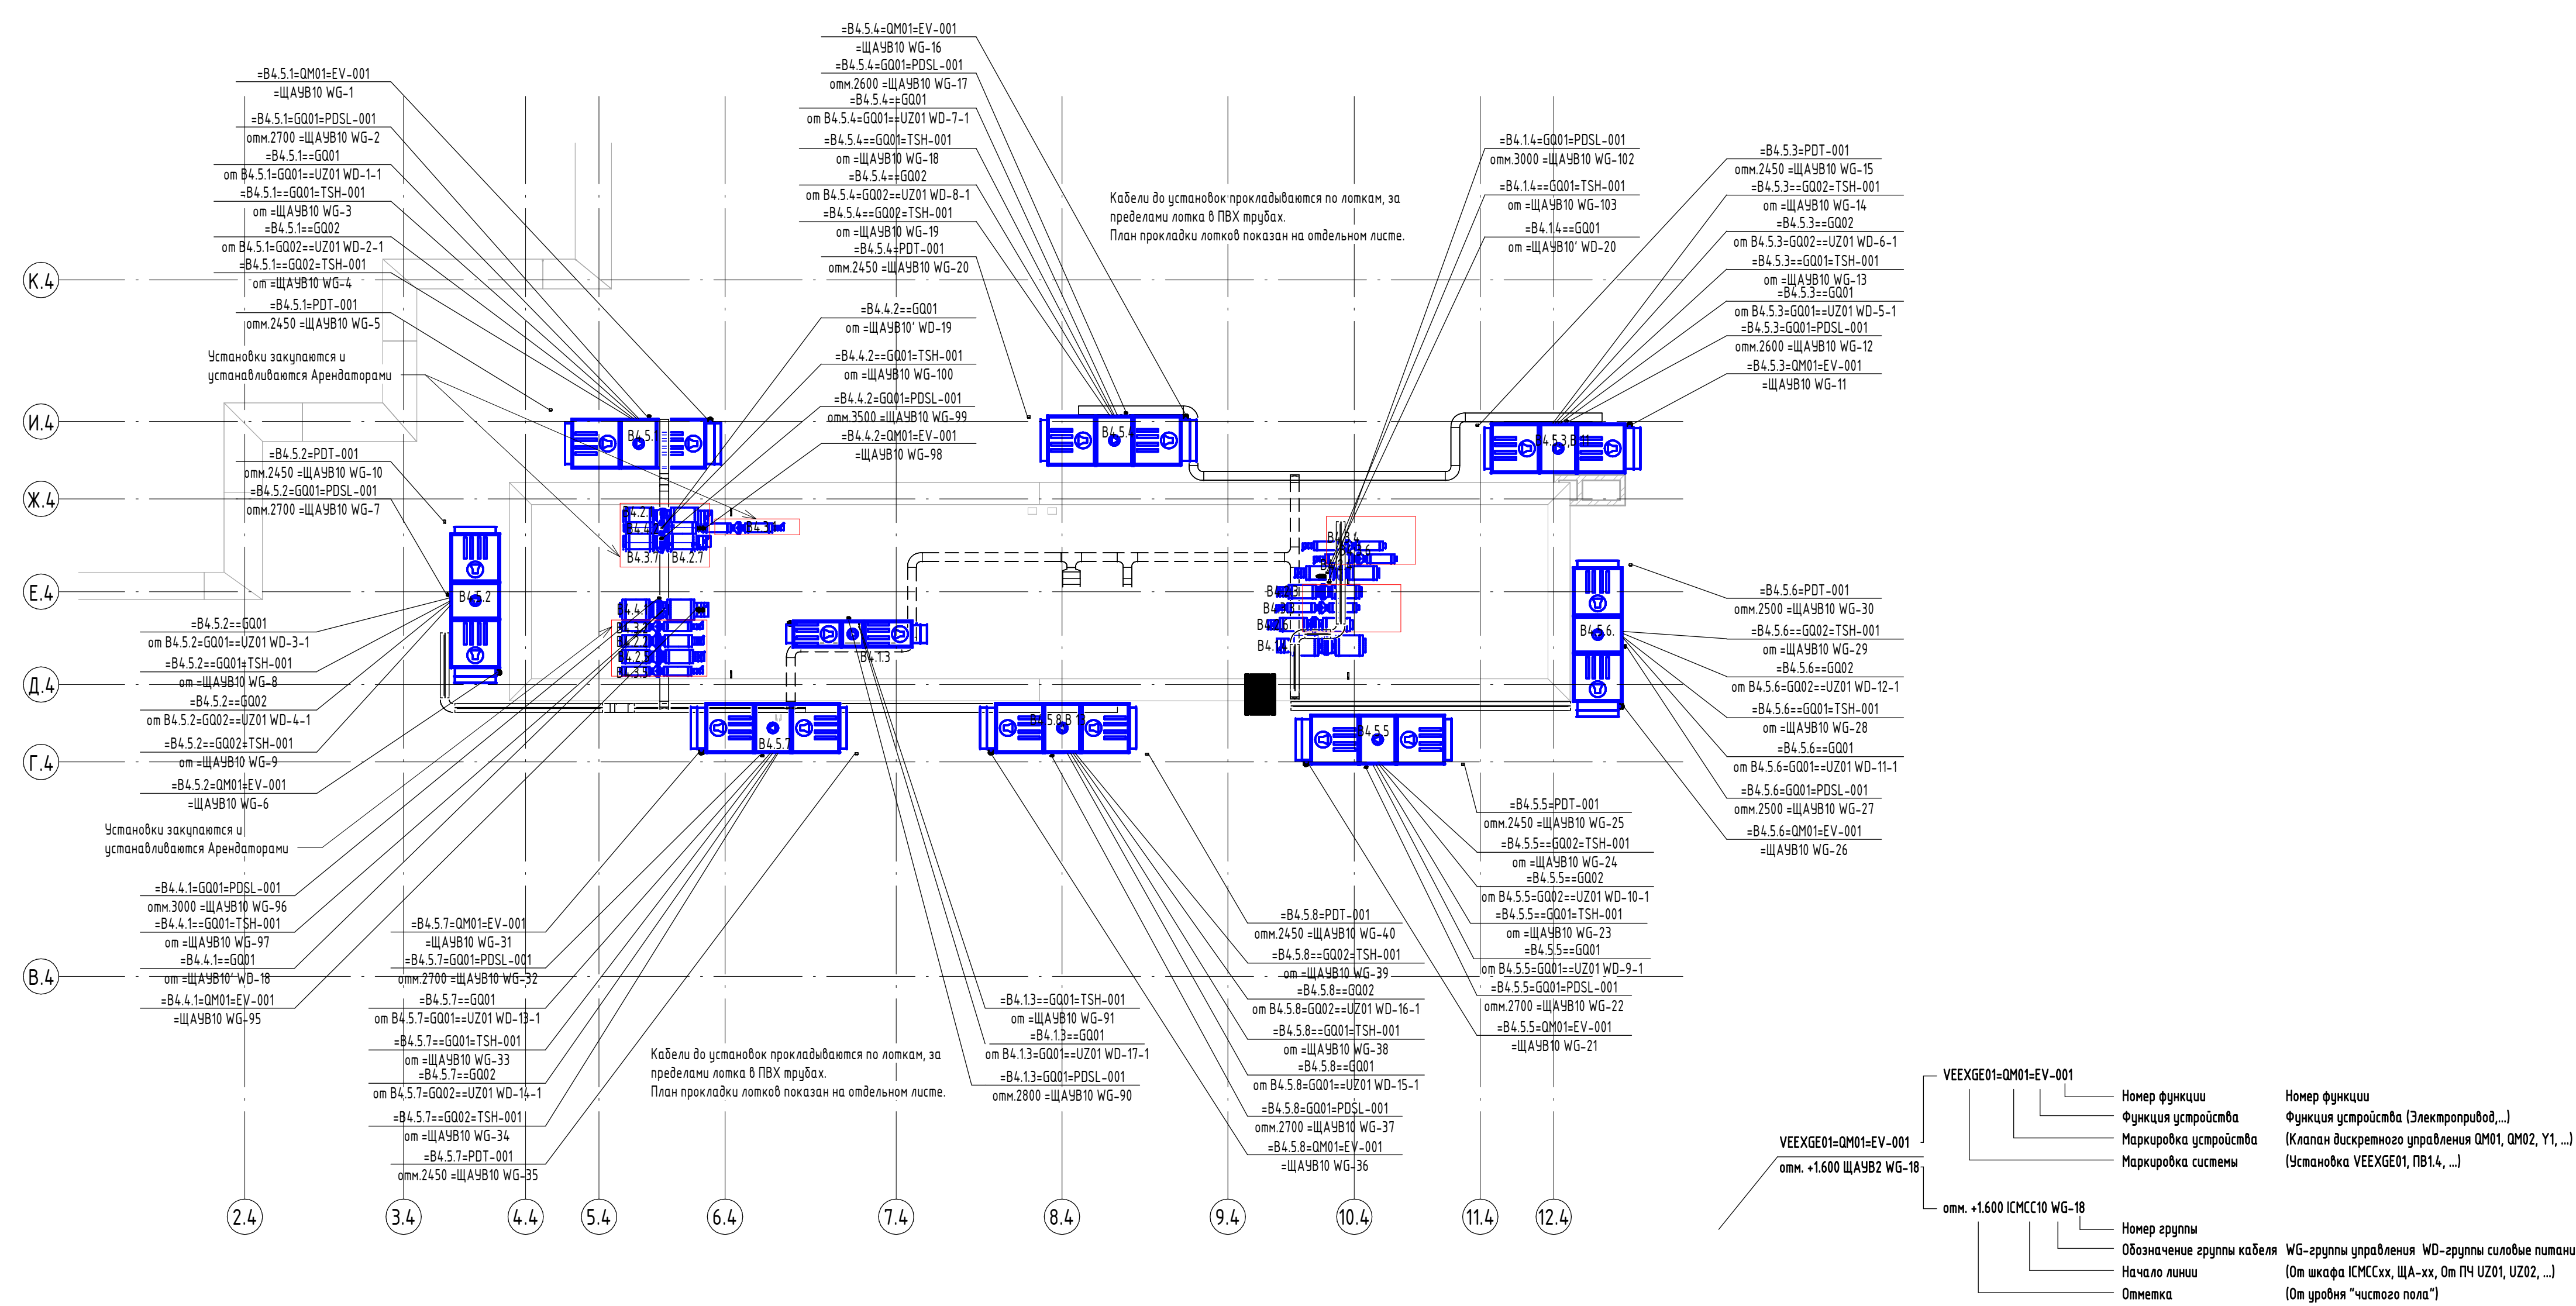 =В4.5.1=QM01=EV-001
=ЩАУВ10 WG-1
=В4.5.1=GQ01=PDSL-001
отм.2700 =ЩАУВ10 WG-2
=В4.5.1==GQ01
от В4.5.1=GQ01==UZ01 WD-1-1
=В4.5.1==GQ01=TSH-001
от =ЩАУВ10 WG-3
=В4.5.1==GQ02
от В4.5.1=GQ02==UZ01 WD-2-1
=В4.5.1==GQ02=TSH-001
от =ЩАУВ10 WG-4
=В4.5.1=PDT-001
отм.2450 =ЩАУВ10 WG-5
Установки закупаются и
устанавливаются Арендаторами
=В4.5.4=QM01=EV-001
=ЩАУВ10 WG-16
=В4.5.4=GQ01=PDSL-001
отм.2600 =ЩАУВ10 WG-17
=В4.5.4==GQ01
от В4.5.4=GQ01==UZ01 WD-7-1
=В4.5.4==GQ01=TSH-001
от =ЩАУВ10 WG-18
=В4.5.4==GQ02
от В4.5.4=GQ02==UZ01 WD-8-1
=В4.5.4==GQ02=TSH-001
от =ЩАУВ10 WG-19
=В4.5.4=PDT-001
отм.2450 =ЩАУВ10 WG-20
=В4.4.2==GQ01
от =ЩАУВ10' WD-19
=В4.4.2==GQ01=TSH-001
от =ЩАУВ10 WG-100
=В4.4.2=GQ01=PDSL-001
отм.3500 =ЩАУВ10 WG-99
=В4.4.2=QM01=EV-001
=ЩАУВ10 WG-98
Кабели до установок прокладываются по лоткам, за
пределами лотка в ПВХ трубах.
План прокладки лотков показан на отдельном листе.
=В4.1.4=GQ01=PDSL-001
отм.3000 =ЩАУВ10 WG-102
=В4.1.4==GQ01=TSH-001
от =ЩАУВ10 WG-103
=В4.1.4==GQ01
от =ЩАУВ10' WD-20
=В4.5.3=PDT-001
отм.2450 =ЩАУВ10 WG-15
=В4.5.3==GQ02=TSH-001
от =ЩАУВ10 WG-14
=В4.5.3==GQ02
от В4.5.3=GQ02==UZ01 WD-6-1
=В4.5.3==GQ01=TSH-001
от =ЩАУВ10 WG-13
=В4.5.3==GQ01
от В4.5.3=GQ01==UZ01 WD-5-1
=В4.5.3=GQ01=PDSL-001
отм.2600 =ЩАУВ10 WG-12
=В4.5.3=QM01=EV-001
=ЩАУВ10 WG-11
К.4
И.4
Ж.4
Е.4
Д.4
Г.4
В.4
В4.5.1
В4.5.4
=В4.5.2=PDT-001
отм.2450 =ЩАУВ10 WG-10
=В4.5.2=GQ01=PDSL-001
отм.2700 =ЩАУВ10 WG-7
В4.3.7
В4.2.7
В4.5.2
В4.4.1
В4.1.3
В4.5.6.
В4.5.7
В4.5.8,В 13
В4.5.5
=В4.5.2==GQ01
от В4.5.2=GQ01==UZ01 WD-3-1
=В4.5.2==GQ01=TSH-001
от =ЩАУВ10 WG-8
=В4.5.2==GQ02
от В4.5.2=GQ02==UZ01 WD-4-1
=В4.5.2==GQ02=TSH-001
от =ЩАУВ10 WG-9
=В4.5.2=QM01=EV-001
=ЩАУВ10 WG-6
Установки закупаются и
устанавливаются Арендаторами
=В4.4.1=GQ01=PDSL-001
отм.3000 =ЩАУВ10 WG-96
=В4.4.1==GQ01=TSH-001
от =ЩАУВ10 WG-97
=В4.4.1==GQ01
от =ЩАУВ10' WD-18
=В4.4.1=QM01=EV-001
=ЩАУВ10 WG-95
=В4.5.7=QM01=EV-001
=ЩАУВ10 WG-31
=В4.5.7=GQ01=PDSL-001
отм.2700 =ЩАУВ10 WG-32
=В4.5.7==GQ01
от В4.5.7=GQ01==UZ01 WD-13-1
=В4.5.7==GQ01=TSH-001
от =ЩАУВ10 WG-33
=В4.5.7==GQ02
от В4.5.7=GQ02==UZ01 WD-14-1
=В4.5.7==GQ02=TSH-001
от =ЩАУВ10 WG-34
=В4.5.7=PDT-001
отм.2450 =ЩАУВ10 WG-35
Кабели до установок прокладываются по лоткам, за
пределами лотка в ПВХ трубах.
План прокладки лотков показан на отдельном листе.
=В4.1.3==GQ01=TSH-001
от =ЩАУВ10 WG-91
=В4.1.3==GQ01
от В4.1.3=GQ01==UZ01 WD-17-1
=В4.1.3=GQ01=PDSL-001
отм.2800 =ЩАУВ10 WG-90
=В4.5.8=PDT-001
отм.2450 =ЩАУВ10 WG-40
=В4.5.8==GQ02=TSH-001
от =ЩАУВ10 WG-39
=В4.5.8==GQ02
от В4.5.8=GQ02==UZ01 WD-16-1
=В4.5.8==GQ01=TSH-001
от =ЩАУВ10 WG-38
=В4.5.8==GQ01
от В4.5.8=GQ01==UZ01 WD-15-1
=В4.5.8=GQ01=PDSL-001
отм.2700 =ЩАУВ10 WG-37
=В4.5.8=QM01=EV-001
=ЩАУВ10 WG-36
=В4.5.5=PDT-001
отм.2450 =ЩАУВ10 WG-25
=В4.5.5==GQ02=TSH-001
от =ЩАУВ10 WG-24
=В4.5.5==GQ02
от В4.5.5=GQ02==UZ01 WD-10-1
=В4.5.5==GQ01=TSH-001
от =ЩАУВ10 WG-23
=В4.5.5==GQ01
от В4.5.5=GQ01==UZ01 WD-9-1
=В4.5.5=GQ01=PDSL-001
отм.2700 =ЩАУВ10 WG-22
=В4.5.5=QM01=EV-001
=ЩАУВ10 WG-21
=В4.5.6=PDT-001
отм.2500 =ЩАУВ10 WG-30
=В4.5.6==GQ02=TSH-001
от =ЩАУВ10 WG-29
=В4.5.6==GQ02
от В4.5.6=GQ02==UZ01 WD-12-1
=В4.5.6==GQ01=TSH-001
от =ЩАУВ10 WG-28
=В4.5.6==GQ01
от В4.5.6=GQ01==UZ01 WD-11-1
=В4.5.6=GQ01=PDSL-001
отм.2500 =ЩАУВ10 WG-27
=В4.5.6=QM01=EV-001
=ЩАУВ10 WG-26
2.4
3.4
4.4
5.4
6.4
7.4
8.4
9.4
10.4
11.4
12.4
VEEXGE01=QM01=EV-001
Номер функции Номер функции
Функция устройства Функция устройства (Электропривод,...)
Маркировка устройства (Клапан дискретного управления QM01, QM02, Y1, ...)
Маркировка системы (Установка VEEXGE01, ПВ1.4, ...)
VEEXGE01=QM01=EV-001
отм. +1.600 ЩАУВ2 WG-18
отм. +1.600 ICMCC10 WG-18
Номер группы
Обозначение группы кабеля WG-группы управления WD-группы силовые питани
Начало линии (От шкафа ICMCCxx, ЩА-xx, От ПЧ UZ01, UZ02, ...)
Отметка (От уровня "чистого пола")